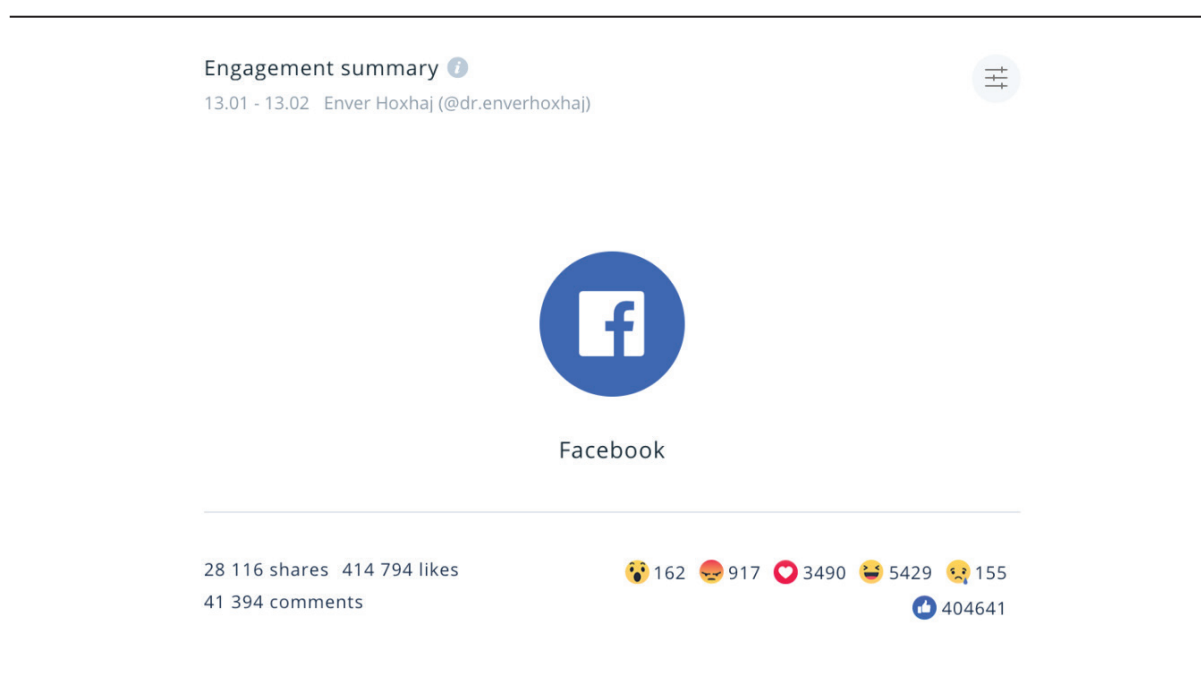 Engagement summary
13.01 - 13.02 Enver Hoxhaj (@dr.enverhoxhaj)
Facebook
28 116 shares 414 794 likes
41 394 comments
162 917 3490 5429 155
404641